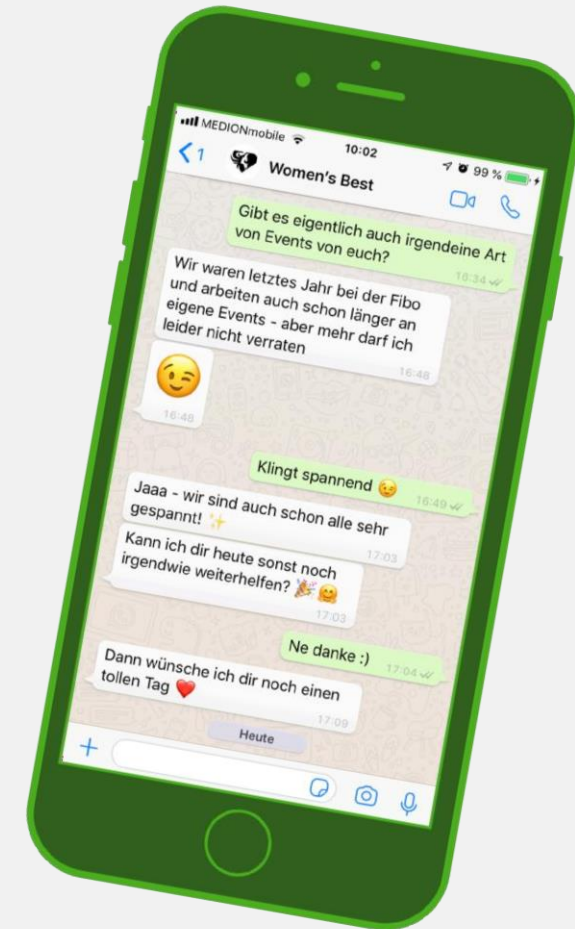 MEDIONmobile 10:02 99 %
1 Women's Best
Gibt es eigentlich auch irgendeine Art
von Events von euch?
16:34
Wir waren letztes Jahr bei der Fibo
und arbeiten auch schon länger an
eigene Events - aber mehr darf ich
leider nicht verraten
16:48
😉
16:48
Klingt spannend 😉
16:49
Jaaa - wir sind auch schon alle sehr
gespannt! ✨
17:03
Kann ich dir heute sonst noch
irgendwie weiterhelfen? 🎉🤗
17:03
Ne danke :)
17:04
Dann wünsche ich dir noch einen
tollen Tag ❤️
17:09
Heute